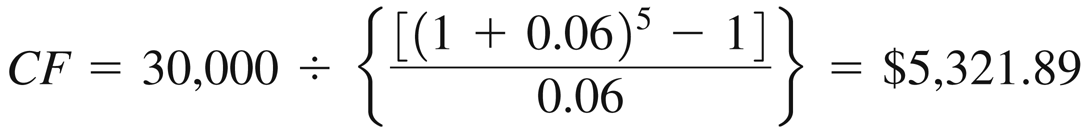 CF = 30,000 ÷ { [(1 + 0.06)⁵ − 1] / 0.06 } = $5,321.89